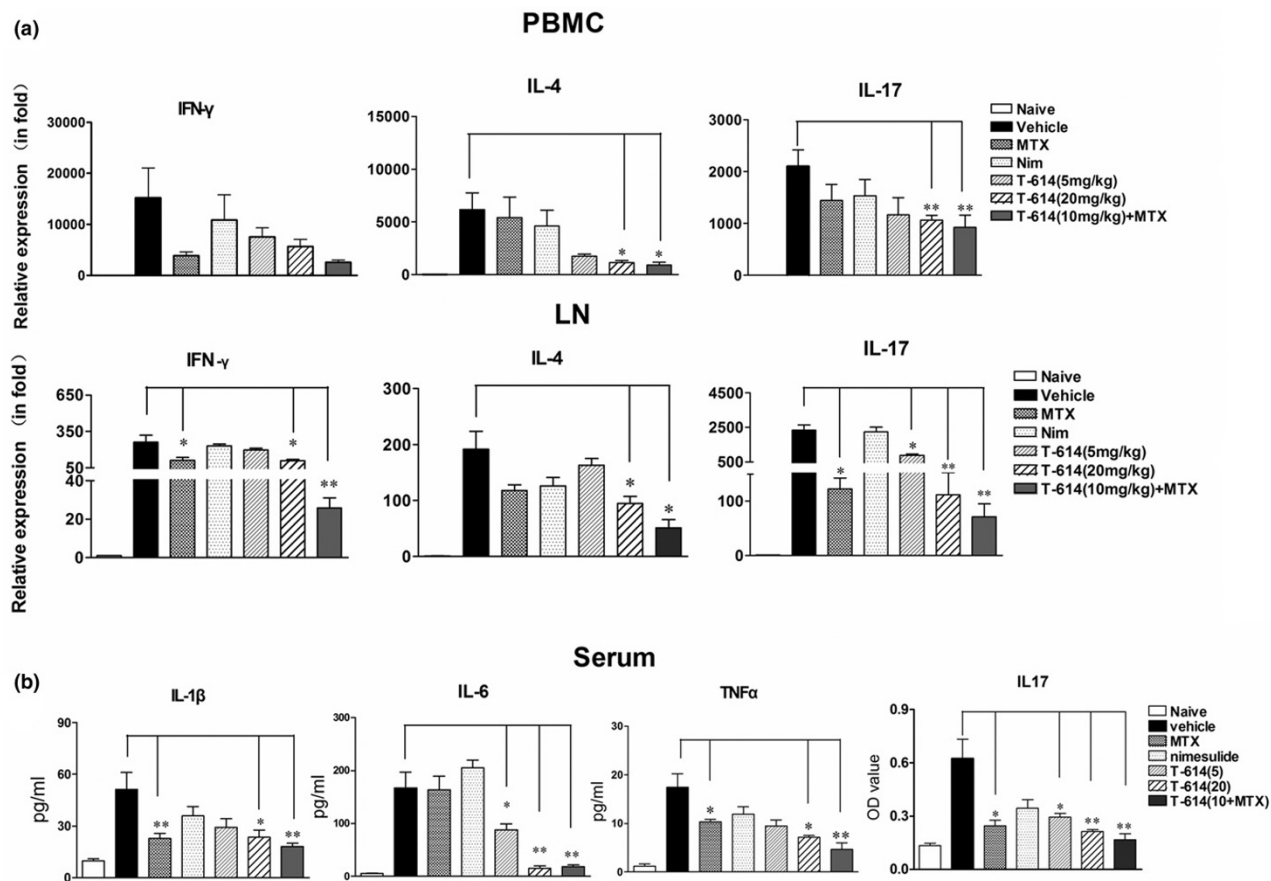 (a)
PBMC
IFN-γ
IL-4
IL-17
Relative expression (in fold)
30000
20000
10000
0
15000
10000
5000
0
3000
2000
1000
0
*
*
**
**
Naive
Vehicle
MTX
Nim
T-614(5mg/kg)
T-614(20mg/kg)
T-614(10mg/kg)+MTX
LN
IFN-γ
IL-4
IL-17
Relative expression (in fold)
650
350
50
40
20
0
*
*
**
300
200
100
0
*
*
4500
2500
500
100
0
*
*
**
**
Naive
Vehicle
MTX
Nim
T-614(5mg/kg)
T-614(20mg/kg)
T-614(10mg/kg)+MTX
Serum
(b)
IL-1β
IL-6
TNFα
IL17
pg/ml
90
60
30
0
**
*
**
pg/ml
300
200
100
0
*
**
**
pg/ml
30
20
10
0
*
*
**
OD value
0.9
0.6
0.3
0.0
*
*
**
**
Naive
vehicle
MTX
nimesulide
T-614(5)
T-614(20)
T-614(10+MTX)